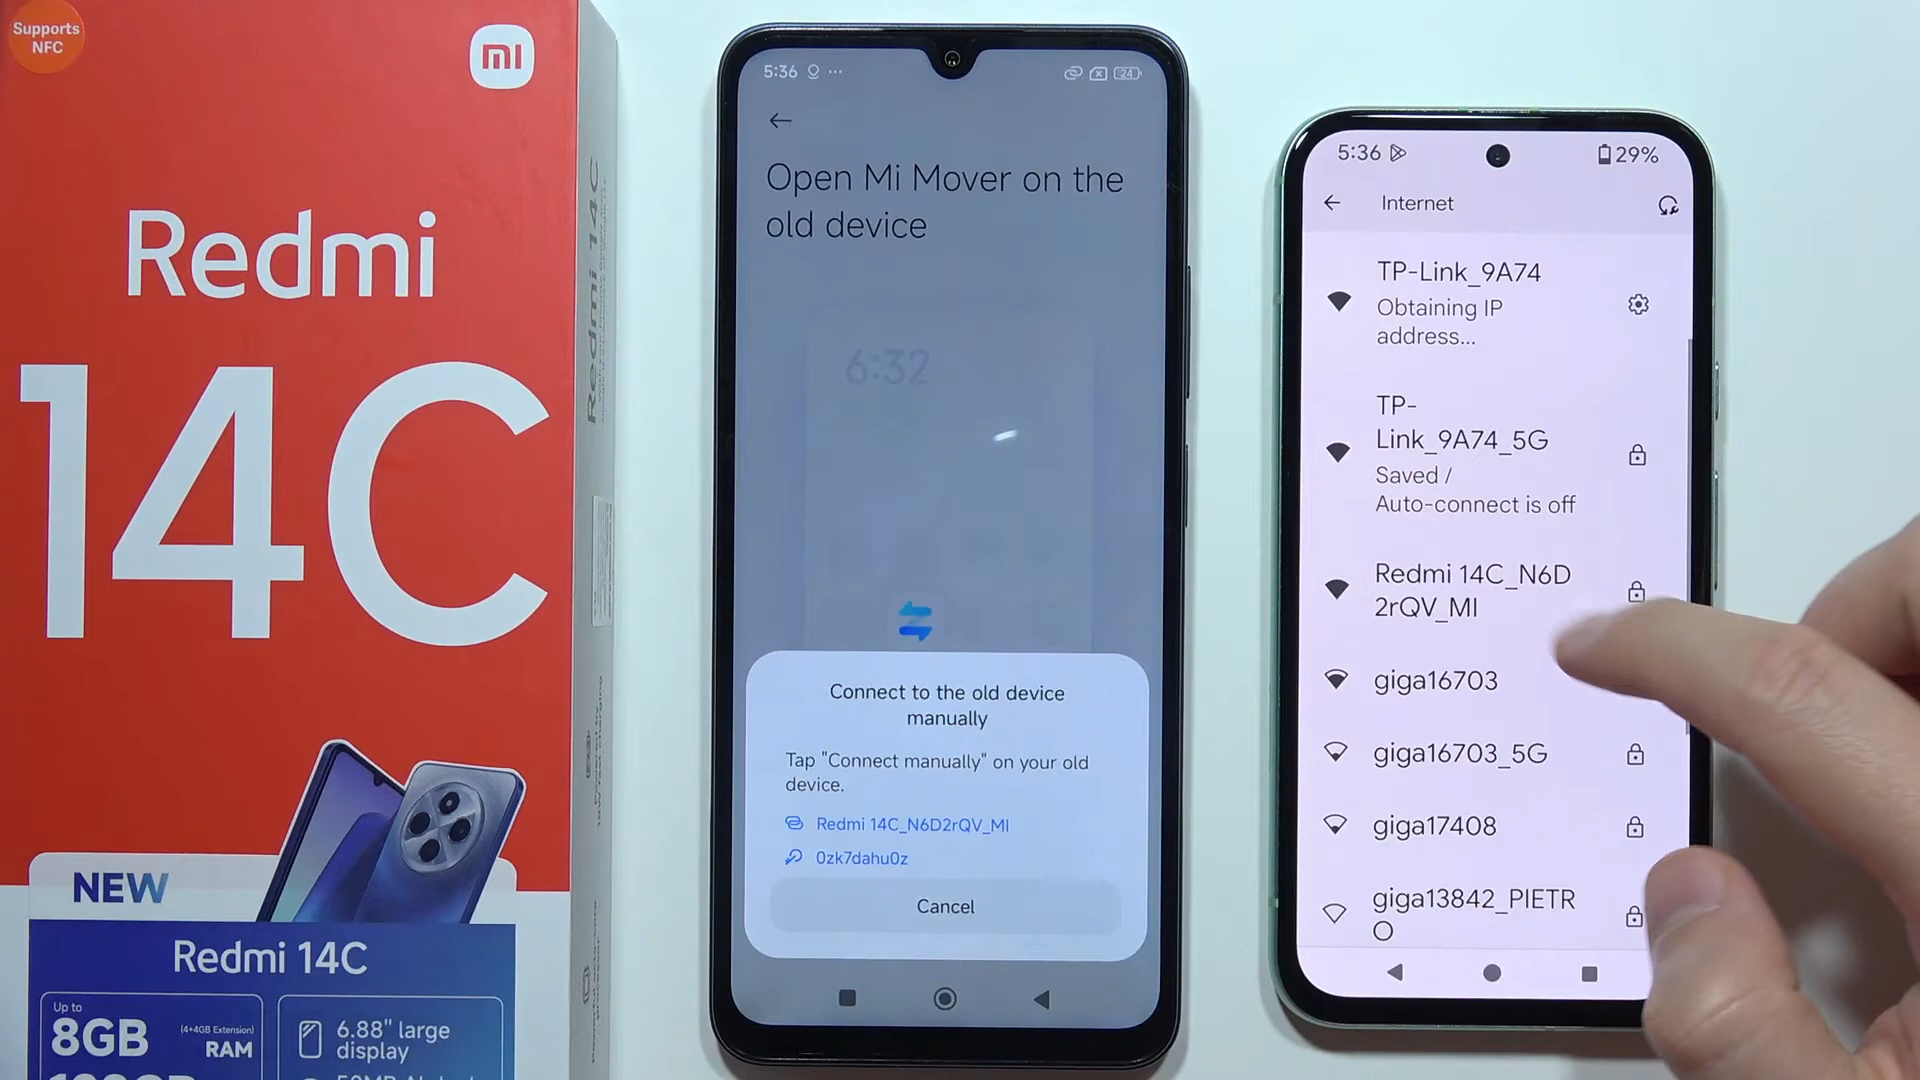 Supports
NFC
Redmi
14C
NEW
Redmi 14C
Up to
8GB
(4+4GB Extension)
RAM
6.88" large
display
Redmi 14C
5:36
24
Open Mi Mover on the
old device
6:32
Connect to the old device
manually
Tap "Connect manually" on your old
device.
Redmi 14C_N6D2rQV_MI
0zk7dahu0z
Cancel
5:36
29%
Internet
TP-Link_9A74
Obtaining IP
address...
TP-
Link_9A74_5G
Saved /
Auto-connect is off
Redmi 14C_N6D
2rQV_MI
giga16703
giga16703_5G
giga17408
giga13842_PIETR
O